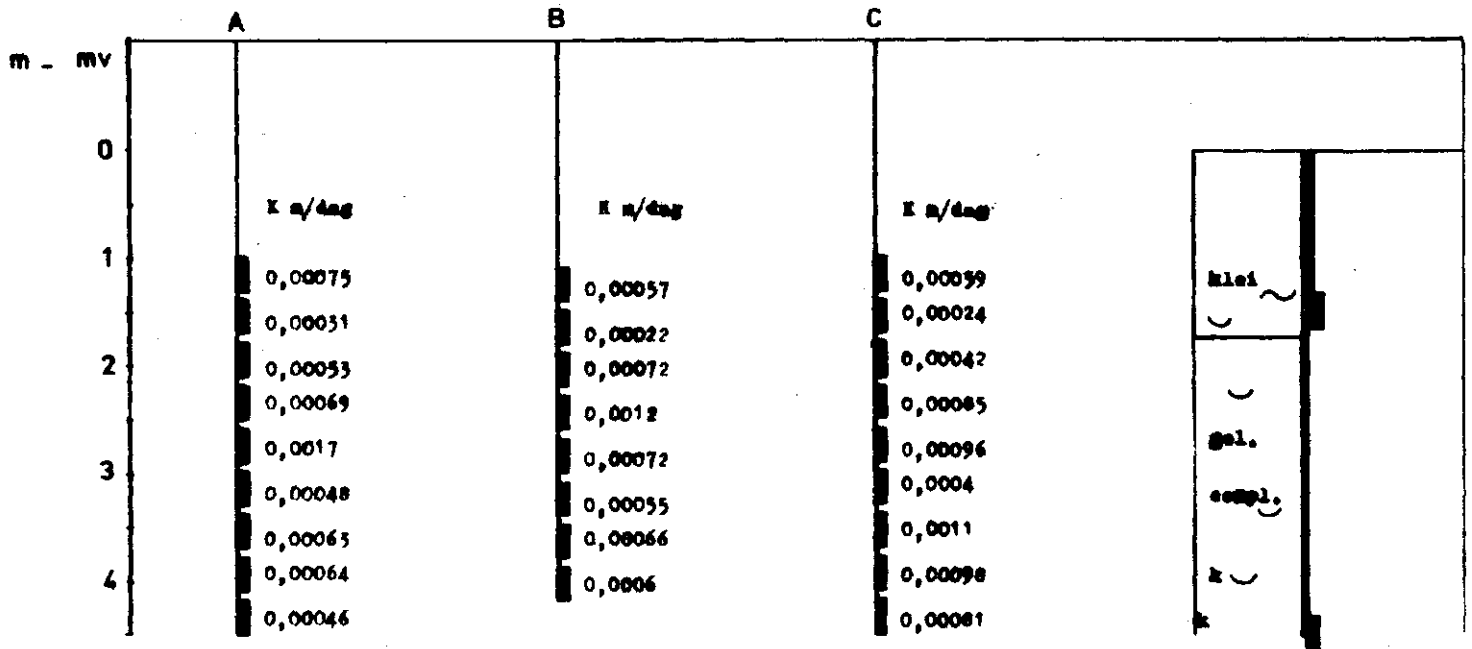 A B C
m - mv
0
K m/dag K m/dag K m/dag
1
0,00075 0,00057 0,00059 klei
0,00031 0,00022 0,00024
2
0,00053 0,00072 0,00042
0,00069 0,0012 0,00085
0,0017 0,00072 0,00096 gel.
3
0,00048 0,00055 0,0004 compl.
0,00063 0,00066 0,0011
4
0,00064 0,0006 0,00098 k
0,00046 0,00081 k